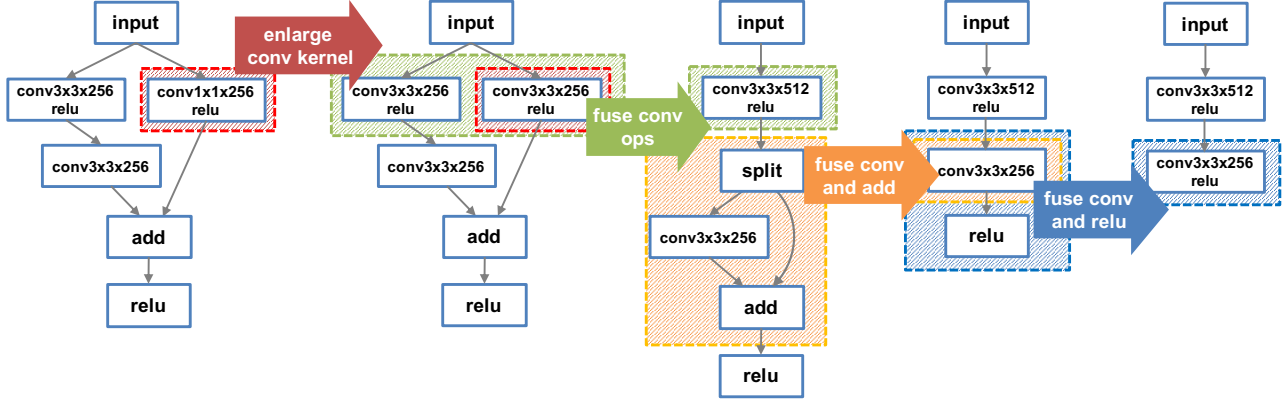 input
conv3x3x256
relu
conv1x1x256
relu
conv3x3x256
add
relu
enlarge
conv kernel
input
conv3x3x256
relu
conv3x3x256
relu
conv3x3x256
add
relu
fuse conv
ops
input
conv3x3x512
relu
split
conv3x3x256
add
relu
fuse conv
and add
input
conv3x3x512
relu
conv3x3x256
relu
fuse conv
and relu
input
conv3x3x512
relu
conv3x3x256
relu